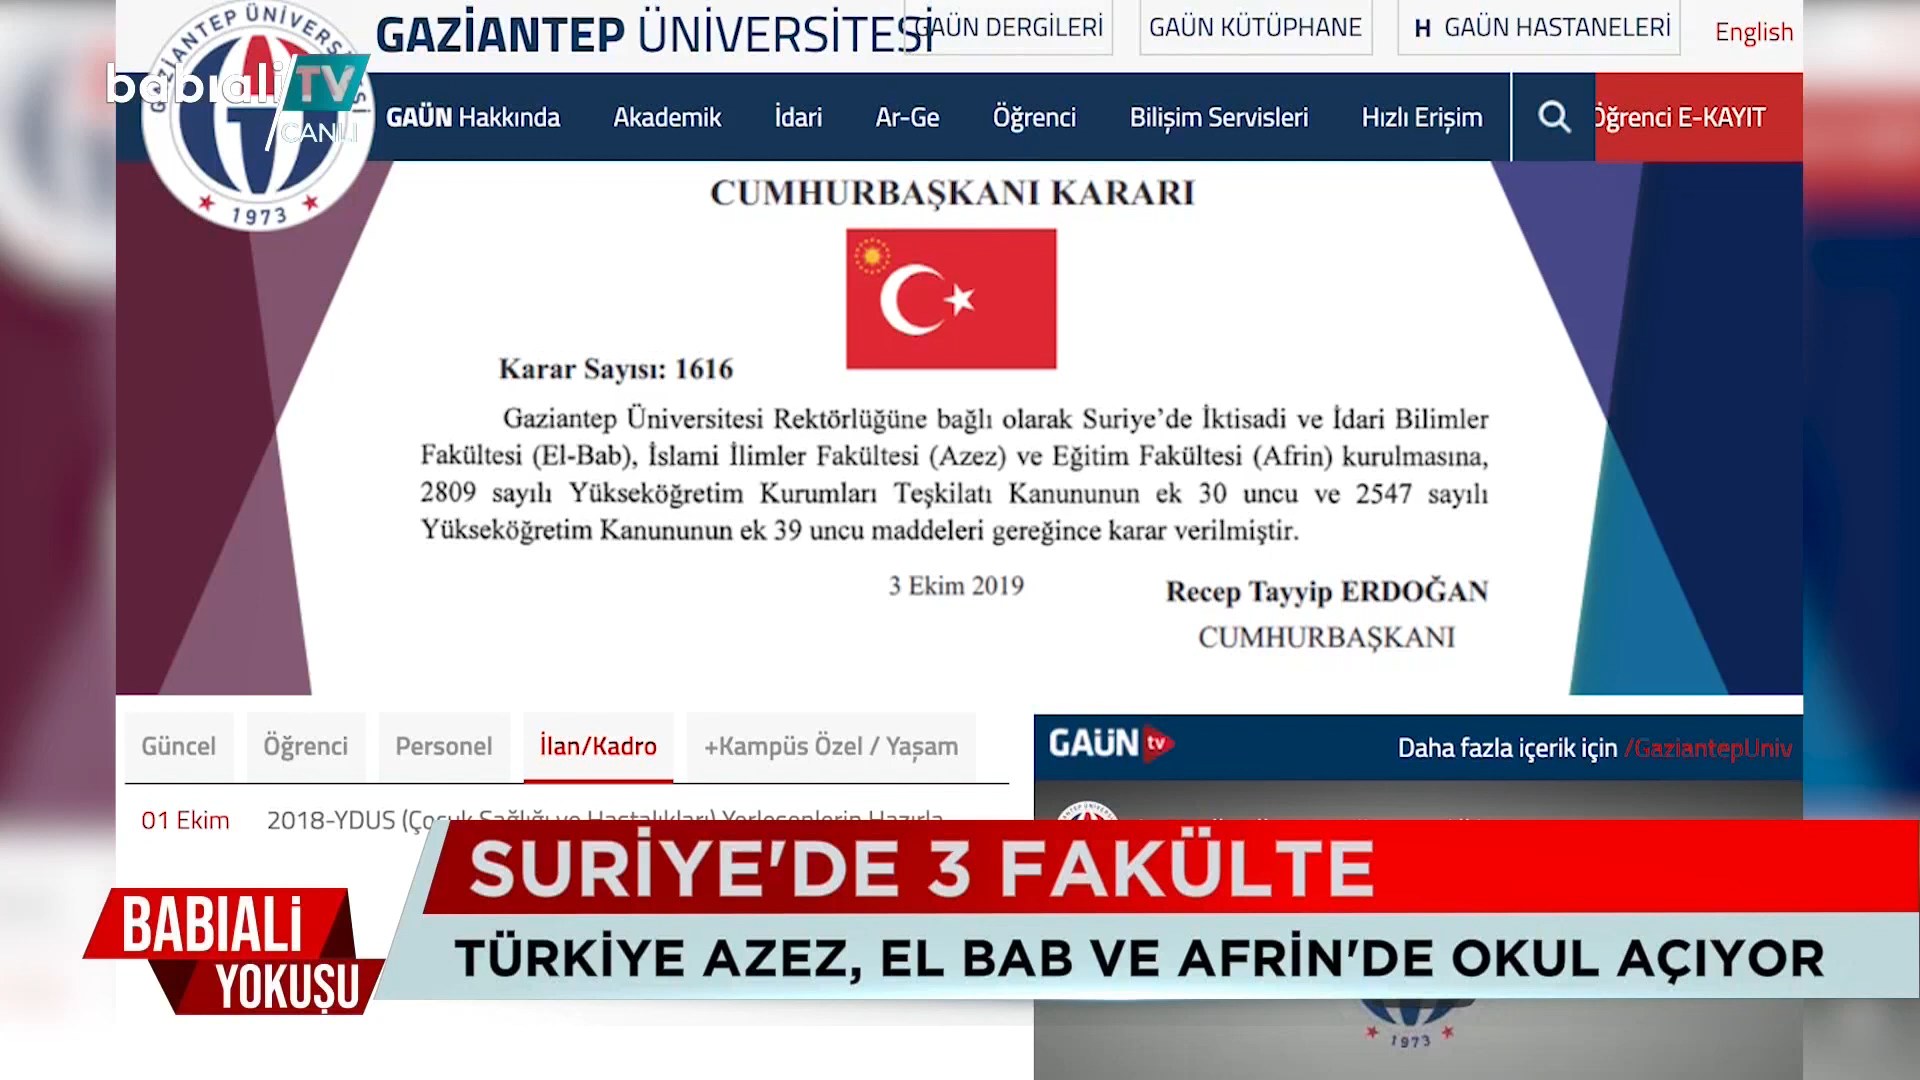 GAZİANTEP ÜNİVERSİTESİ
GAÜN DERGİLERİ
GAÜN KÜTÜPHANE
H GAÜN HASTANELERİ
English
GAZİANTEP ÜNİVERSİTESİ
1973
babıali TV
CANLI
GAÜN Hakkında
Akademik
İdari
Ar-Ge
Öğrenci
Bilişim Servisleri
Hızlı Erişim
Öğrenci E-KAYIT
CUMHURBAŞKANI KARARI
Karar Sayısı: 1616
Gaziantep Üniversitesi Rektörlüğüne bağlı olarak Suriye'de İktisadi ve İdari Bilimler
Fakültesi (El-Bab), İslami İlimler Fakültesi (Azez) ve Eğitim Fakültesi (Afrin) kurulmasına,
2809 sayılı Yükseköğretim Kurumları Teşkilatı Kanununun ek 30 uncu ve 2547 sayılı
Yükseköğretim Kanununun ek 39 uncu maddeleri gereğince karar verilmiştir.
3 Ekim 2019
Recep Tayyip ERDOĞAN
CUMHURBAŞKANI
Güncel
Öğrenci
Personel
İlan/Kadro
+Kampüs Özel / Yaşam
GAÜN tv
Daha fazla içerik için /GaziantepUniv
01 Ekim
2018-YDUS (Çocuk Sağlığı ve Hastalıkları) Yerleşenlerin Hazırla
SURİYE'DE 3 FAKÜLTE
BABIALİ
YOKUŞU
TÜRKİYE AZEZ, EL BAB VE AFRİN'DE OKUL AÇIYOR
1973